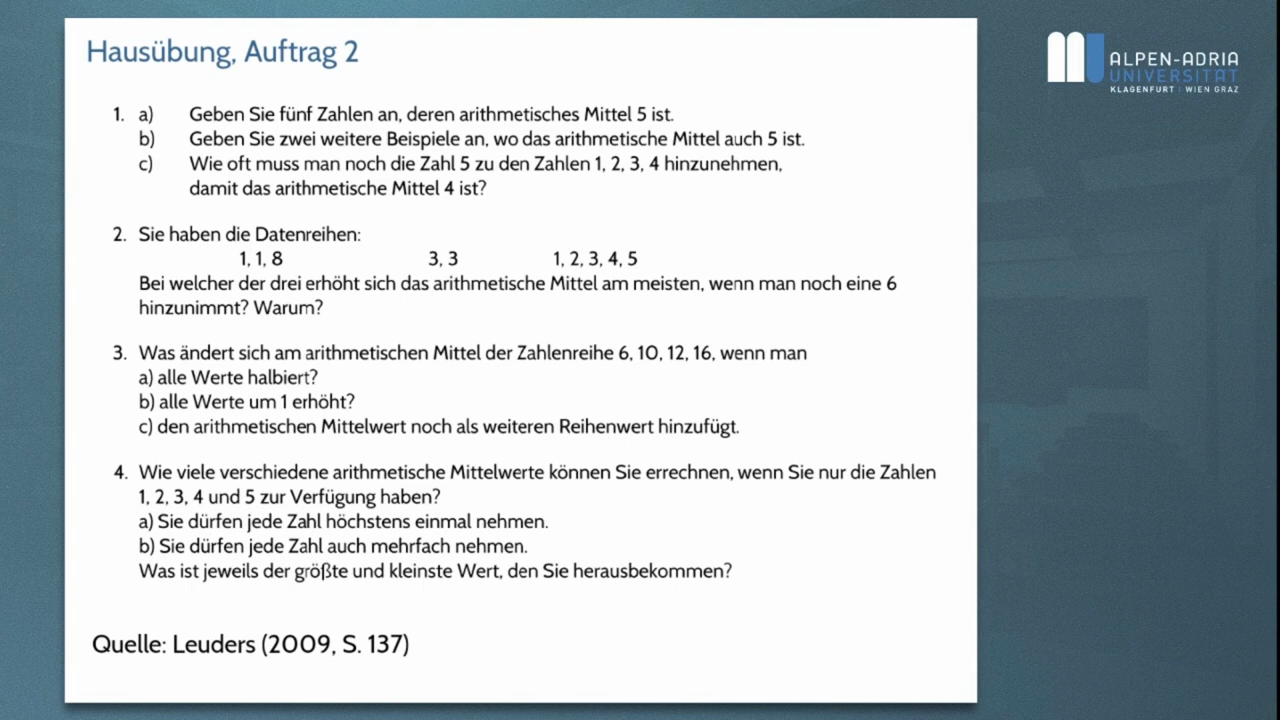 Hausübung, Auftrag 2
ALPEN-ADRIA
UNIVERSITÄT
KLAGENFURT | WIEN GRAZ
1. a) Geben Sie fünf Zahlen an, deren arithmetisches Mittel 5 ist.
b) Geben Sie zwei weitere Beispiele an, wo das arithmetische Mittel auch 5 ist.
c) Wie oft muss man noch die Zahl 5 zu den Zahlen 1, 2, 3, 4 hinzunehmen,
damit das arithmetische Mittel 4 ist?
2. Sie haben die Datenreihen:
1, 1, 8 3, 3 1, 2, 3, 4, 5
Bei welcher der drei erhöht sich das arithmetische Mittel am meisten, wenn man noch eine 6
hinzunimmt? Warum?
3. Was ändert sich am arithmetischen Mittel der Zahlenreihe 6, 10, 12, 16, wenn man
a) alle Werte halbiert?
b) alle Werte um 1 erhöht?
c) den arithmetischen Mittelwert noch als weiteren Reihenwert hinzufügt.
4. Wie viele verschiedene arithmetische Mittelwerte können Sie errechnen, wenn Sie nur die Zahlen
1, 2, 3, 4 und 5 zur Verfügung haben?
a) Sie dürfen jede Zahl höchstens einmal nehmen.
b) Sie dürfen jede Zahl auch mehrfach nehmen.
Was ist jeweils der größte und kleinste Wert, den Sie herausbekommen?
Quelle: Leuders (2009, S. 137)